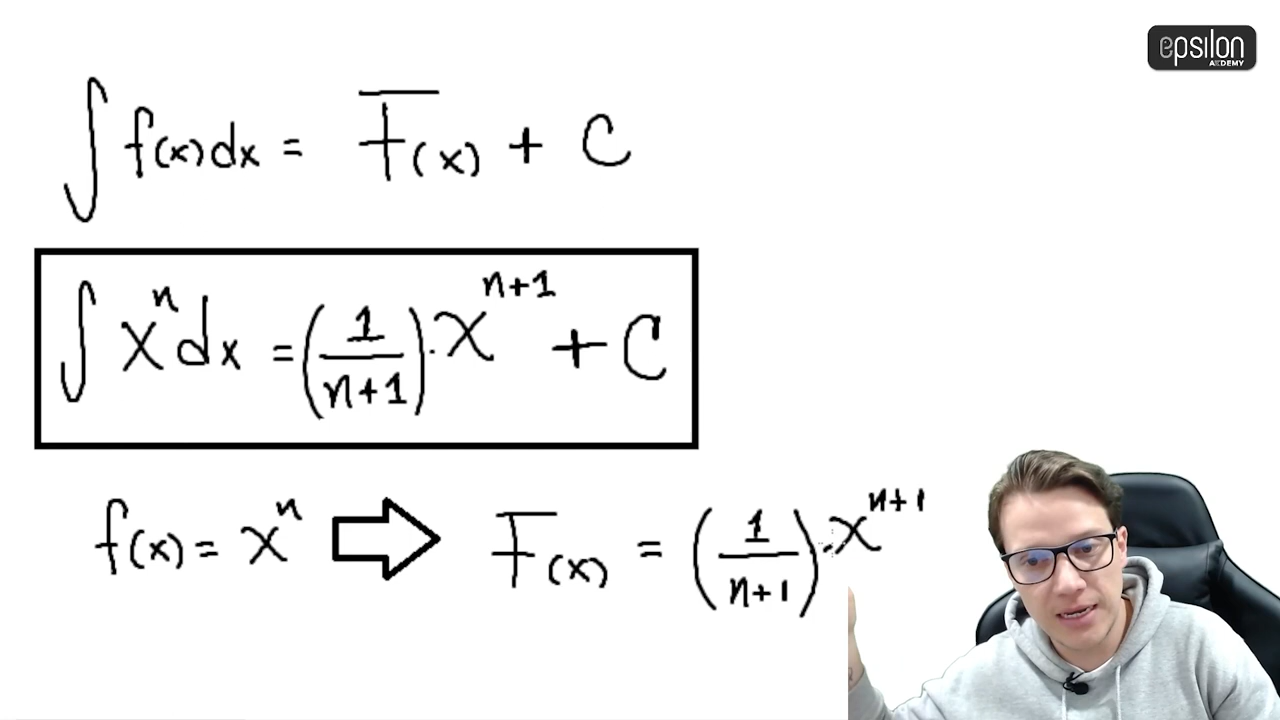 epsilon
ACADEMY
∫ f(x)dx = F(x) + C
∫ xⁿ dx = (1/(n+1)) · xⁿ⁺¹ + C
f(x) = xⁿ ⇨ F(x) = (1/(n+1)) · xⁿ⁺¹